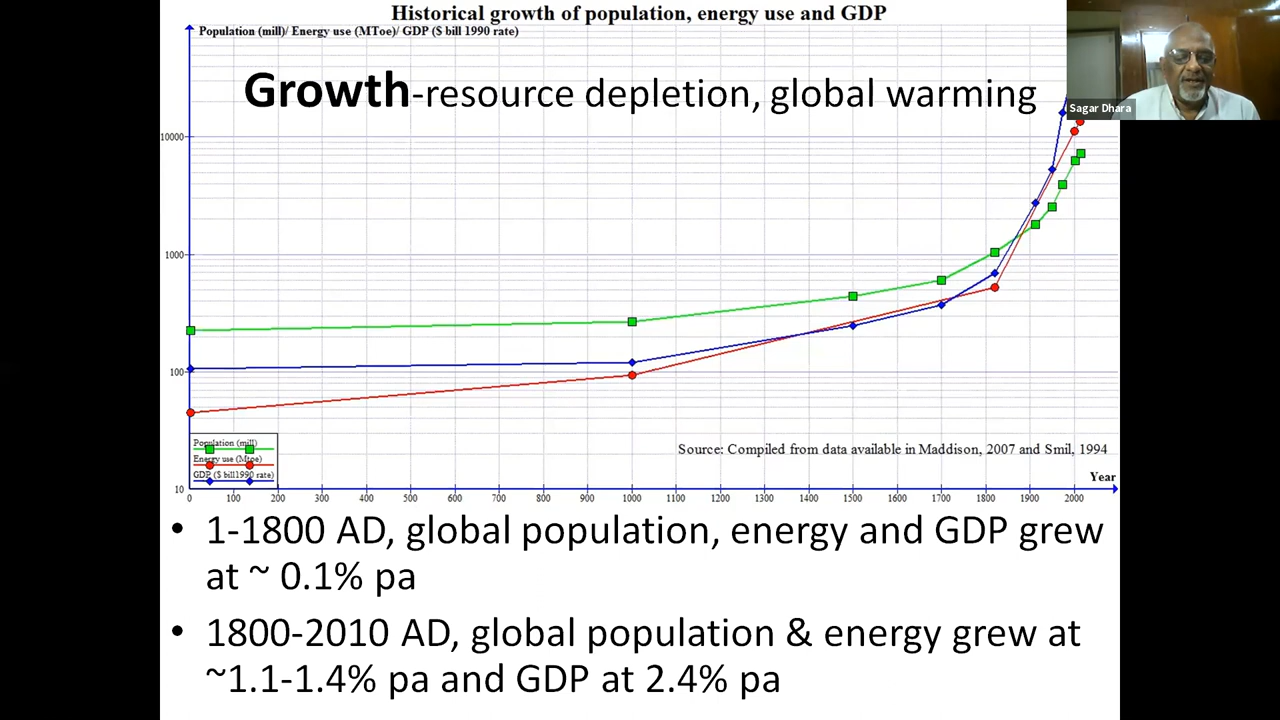 Historical growth of population, energy use and GDP
Population (mill)/ Energy use (MToe)/ GDP ($ bill 1990 rate)
Growth-resource depletion, global warming
Sagar Dhara
10000
1000
100
10
Population (mill)
Energy use (Mtoe)
GDP ($ bill1990 rate)
Source: Compiled from data available in Maddison, 2007 and Smil, 1994
Year
0 100 200 300 400 500 600 700 800 900 1000 1100 1200 1300 1400 1500 1600 1700 1800 1900 2000
• 1-1800 AD, global population, energy and GDP grew
at ~ 0.1% pa
• 1800-2010 AD, global population & energy grew at
~1.1-1.4% pa and GDP at 2.4% pa